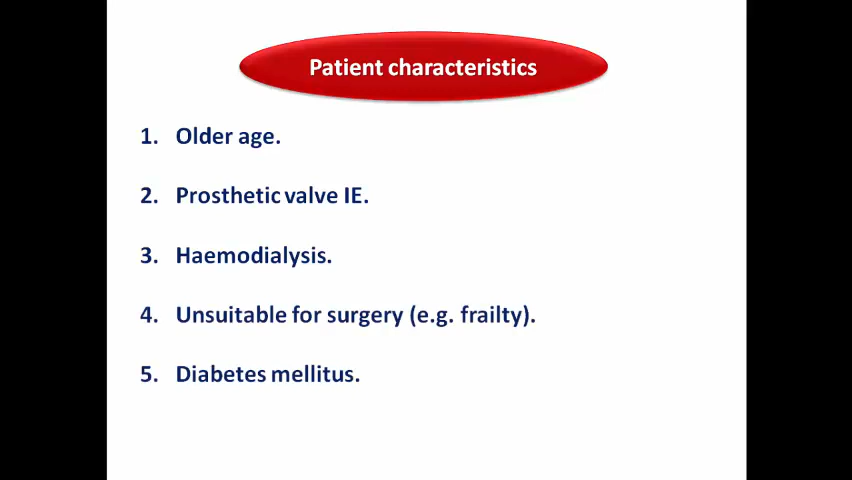 Patient characteristics
1. Older age.
2. Prosthetic valve IE.
3. Haemodialysis.
4. Unsuitable for surgery (e.g. frailty).
5. Diabetes mellitus.